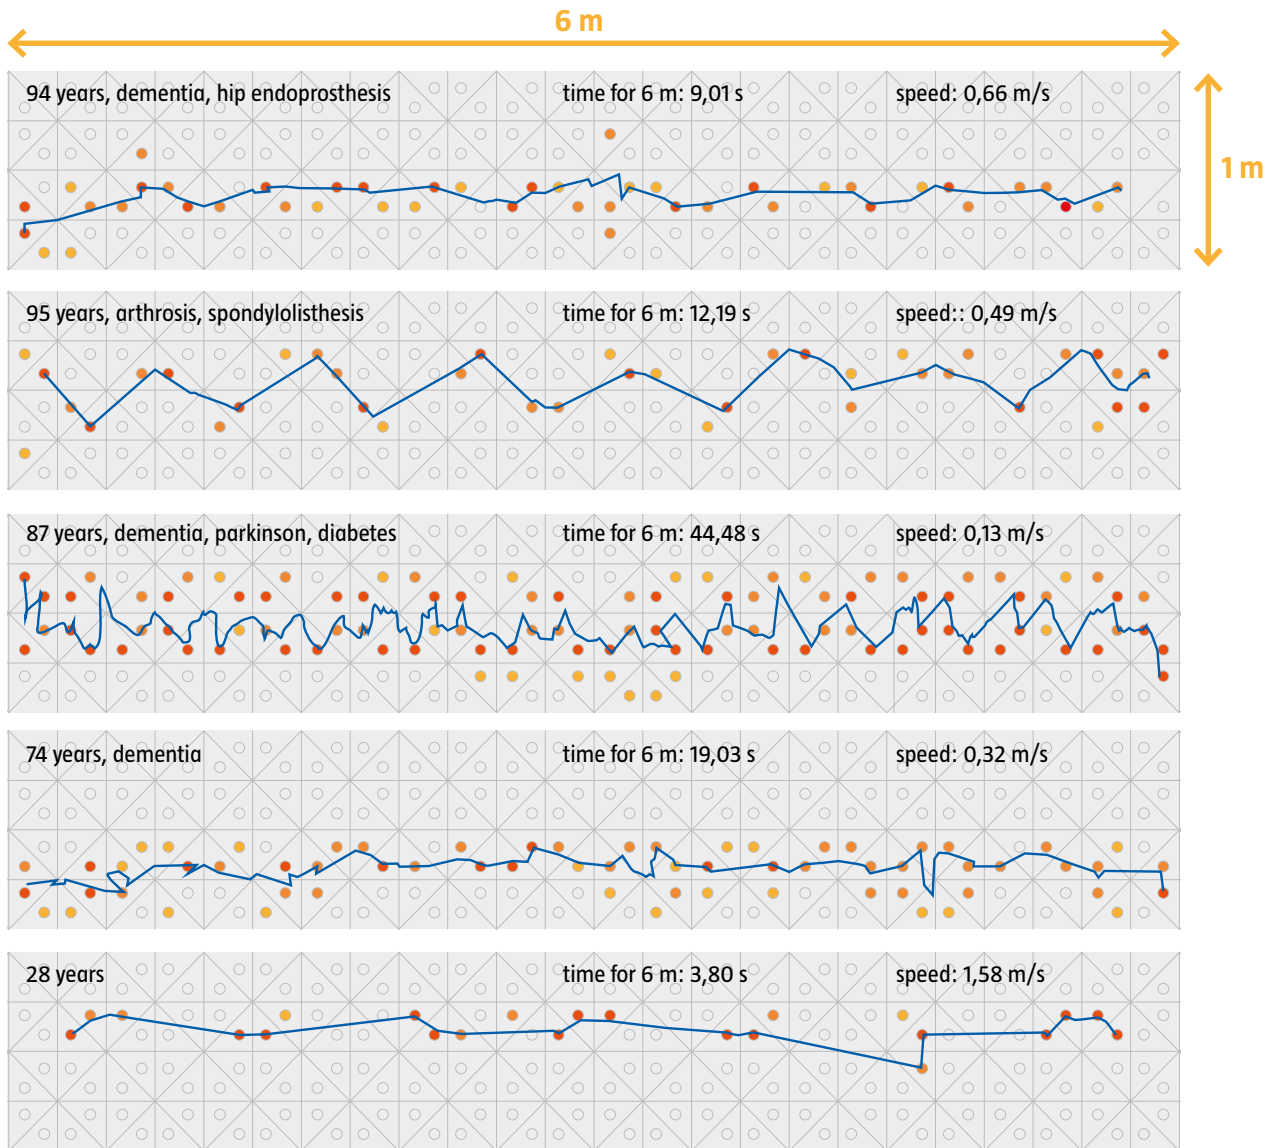 6 m
1 m
94 years, dementia, hip endoprosthesis time for 6 m: 9,01 s speed: 0,66 m/s
95 years, arthrosis, spondylolisthesis time for 6 m: 12,19 s speed:: 0,49 m/s
87 years, dementia, parkinson, diabetes time for 6 m: 44,48 s speed: 0,13 m/s
74 years, dementia time for 6 m: 19,03 s speed: 0,32 m/s
28 years time for 6 m: 3,80 s speed: 1,58 m/s